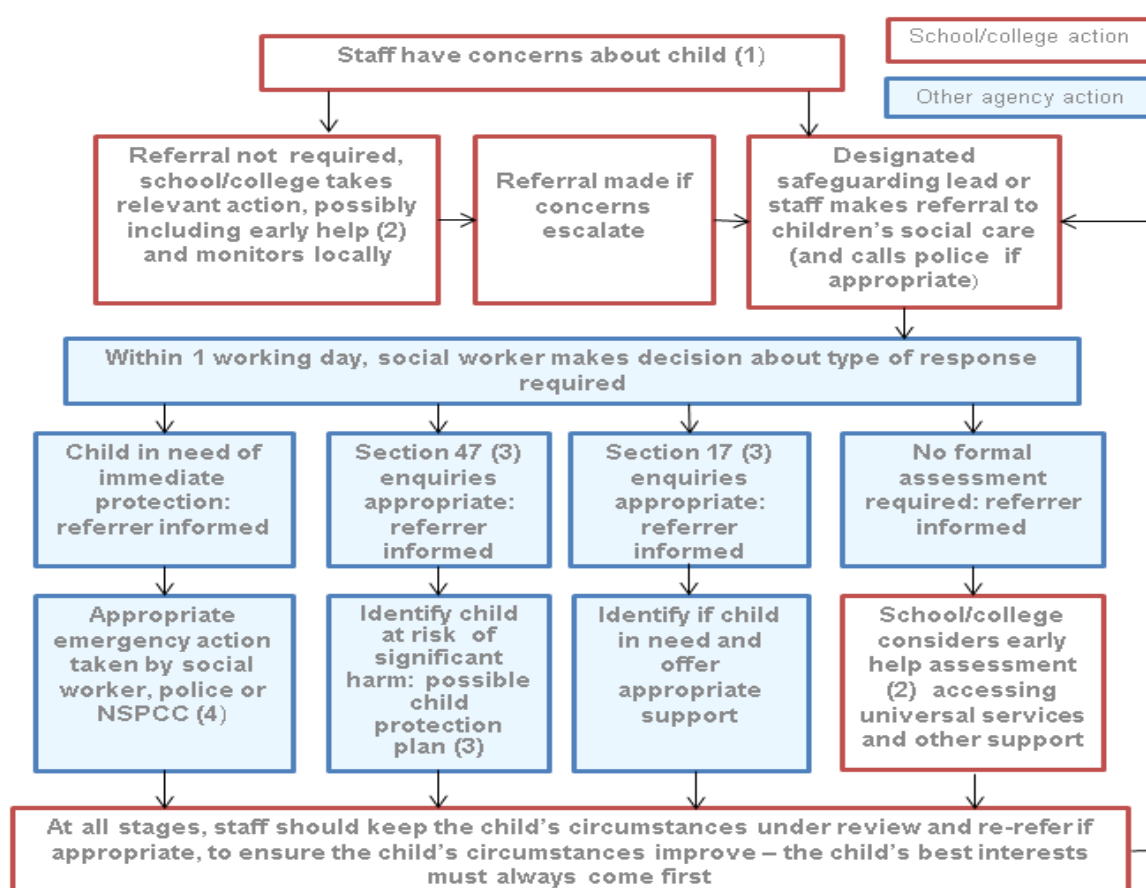 School/college action
Staff have concerns about child (1)
Other agency action
Referral not required,
school/college takes
relevant action, possibly
including early help (2)
and monitors locally
Referral made if
concerns
escalate
Designated
safeguarding lead or
staff makes referral to
children’s social care
(and calls police if
appropriate)
Within 1 working day, social worker makes decision about type of response
required
Child in need of
immediate
protection:
referrer informed
Section 47 (3)
enquiries
appropriate:
referrer
informed
Section 17 (3)
enquiries
appropriate:
referrer
informed
No formal
assessment
required: referrer
informed
Appropriate
emergency action
taken by social
worker, police or
NSPCC (4)
Identify child
at risk of
significant
harm: possible
child
protection
plan (3)
Identify if child
in need and
offer
appropriate
support
School/college
considers early
help assessment
(2) accessing
universal services
and other support
At all stages, staff should keep the child’s circumstances under review and re-refer if
appropriate, to ensure the child’s circumstances improve – the child’s best interests
must always come first